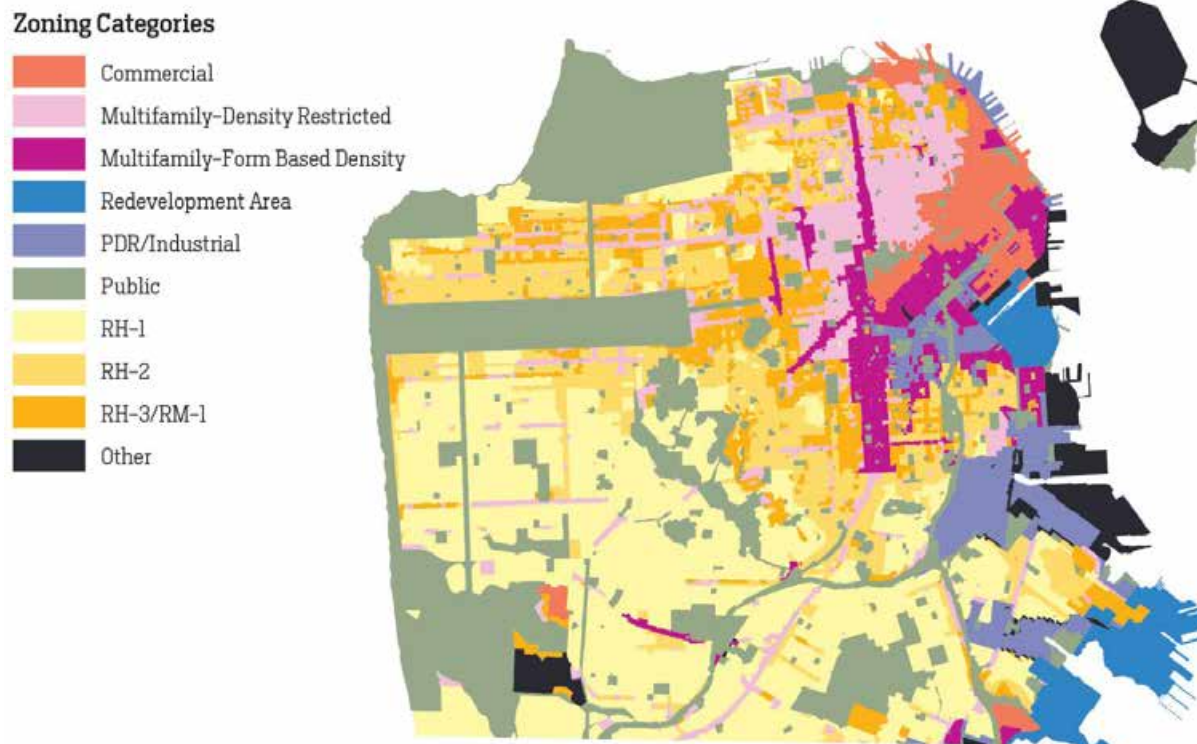 Zoning Categories
Commercial
Multifamily-Density Restricted
Multifamily-Form Based Density
Redevelopment Area
PDR/Industrial
Public
RH-1
RH-2
RH-3/RM-1
Other